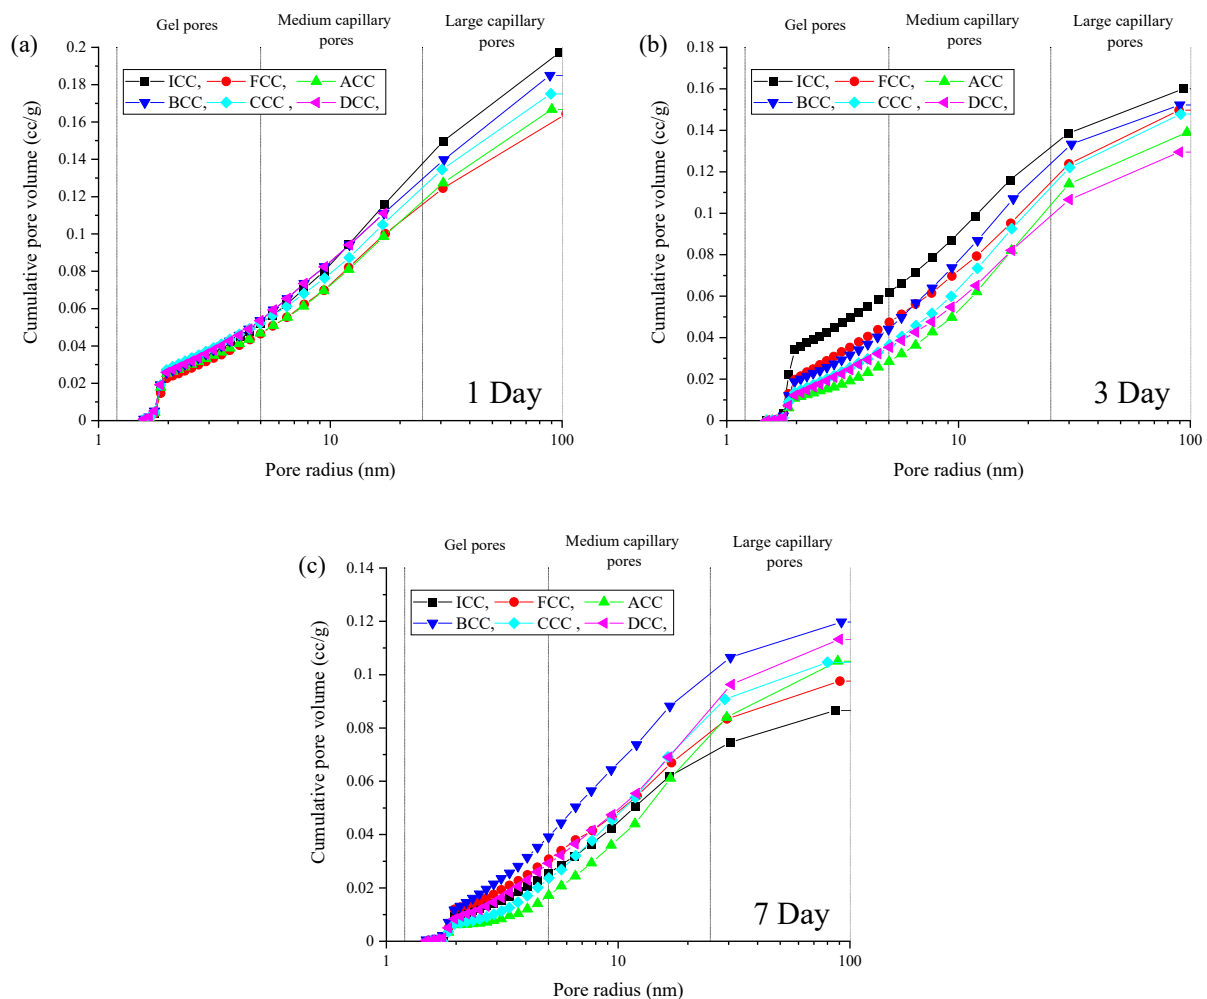 Gel pores
Medium capillary
pores
Large capillary
pores
(a)
0.2
0.18
0.16
0.14
0.12
0.1
0.08
0.06
0.04
0.02
0
Cumulative pore volume (cc/g)
ICC, FCC, ACC
BCC, CCC , DCC,
1 Day
1 10 100
Pore radius (nm)
Gel pores
Medium capillary
pores
Large capillary
pores
(b)
0.18
0.16
0.14
0.12
0.1
0.08
0.06
0.04
0.02
0
Cumulative pore volume (cc/g)
ICC, FCC, ACC
BCC, CCC , DCC,
3 Day
1 10 100
Pore radius (nm)
Gel pores
Medium capillary
pores
Large capillary
pores
(c)
0.14
0.12
0.1
0.08
0.06
0.04
0.02
0
Cumulative pore volume (cc/g)
ICC, FCC, ACC
BCC, CCC , DCC,
7 Day
1 10 100
Pore radius (nm)